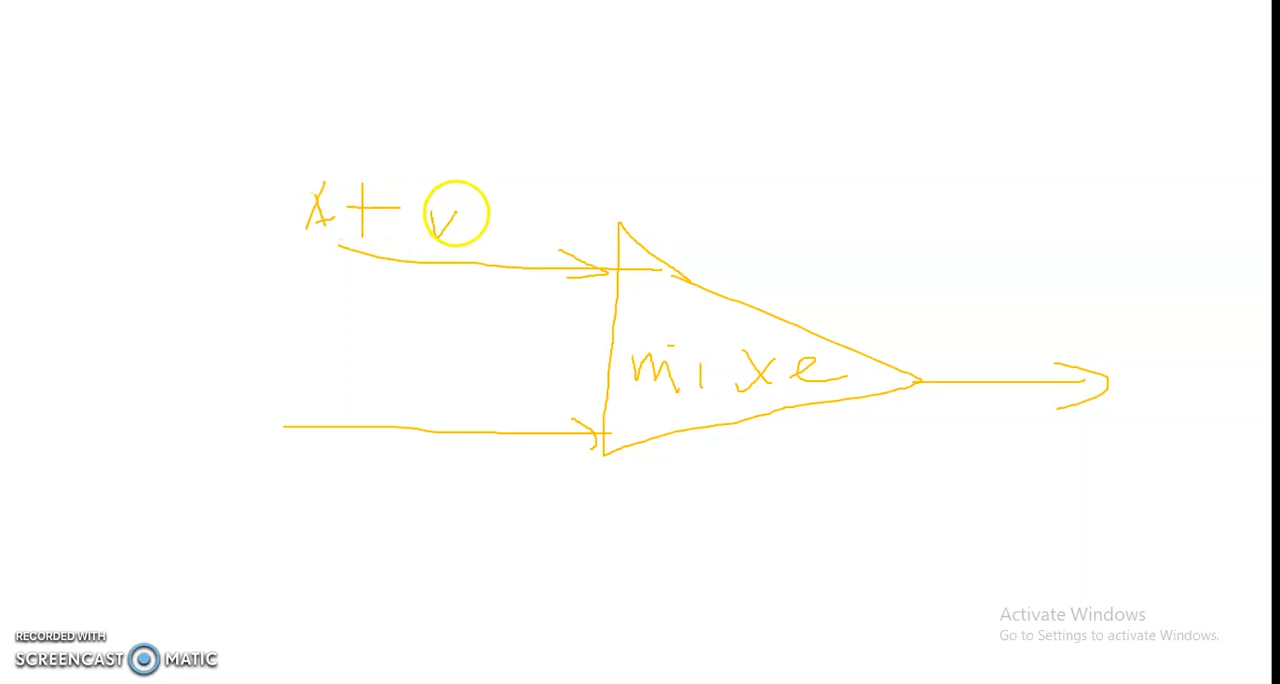 x + v
mixe
Activate Windows
Go to Settings to activate Windows.
RECORDED WITH
SCREENCAST MATIC